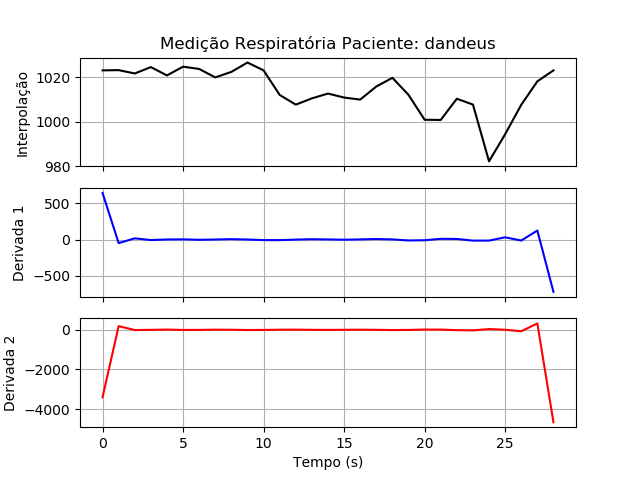 Medição Respiratória Paciente: dandeus
Interpolação
1020
1000
980
Derivada 1
500
0
−500
Derivada 2
0
−2000
−4000
0 5 10 15 20 25
Tempo (s)